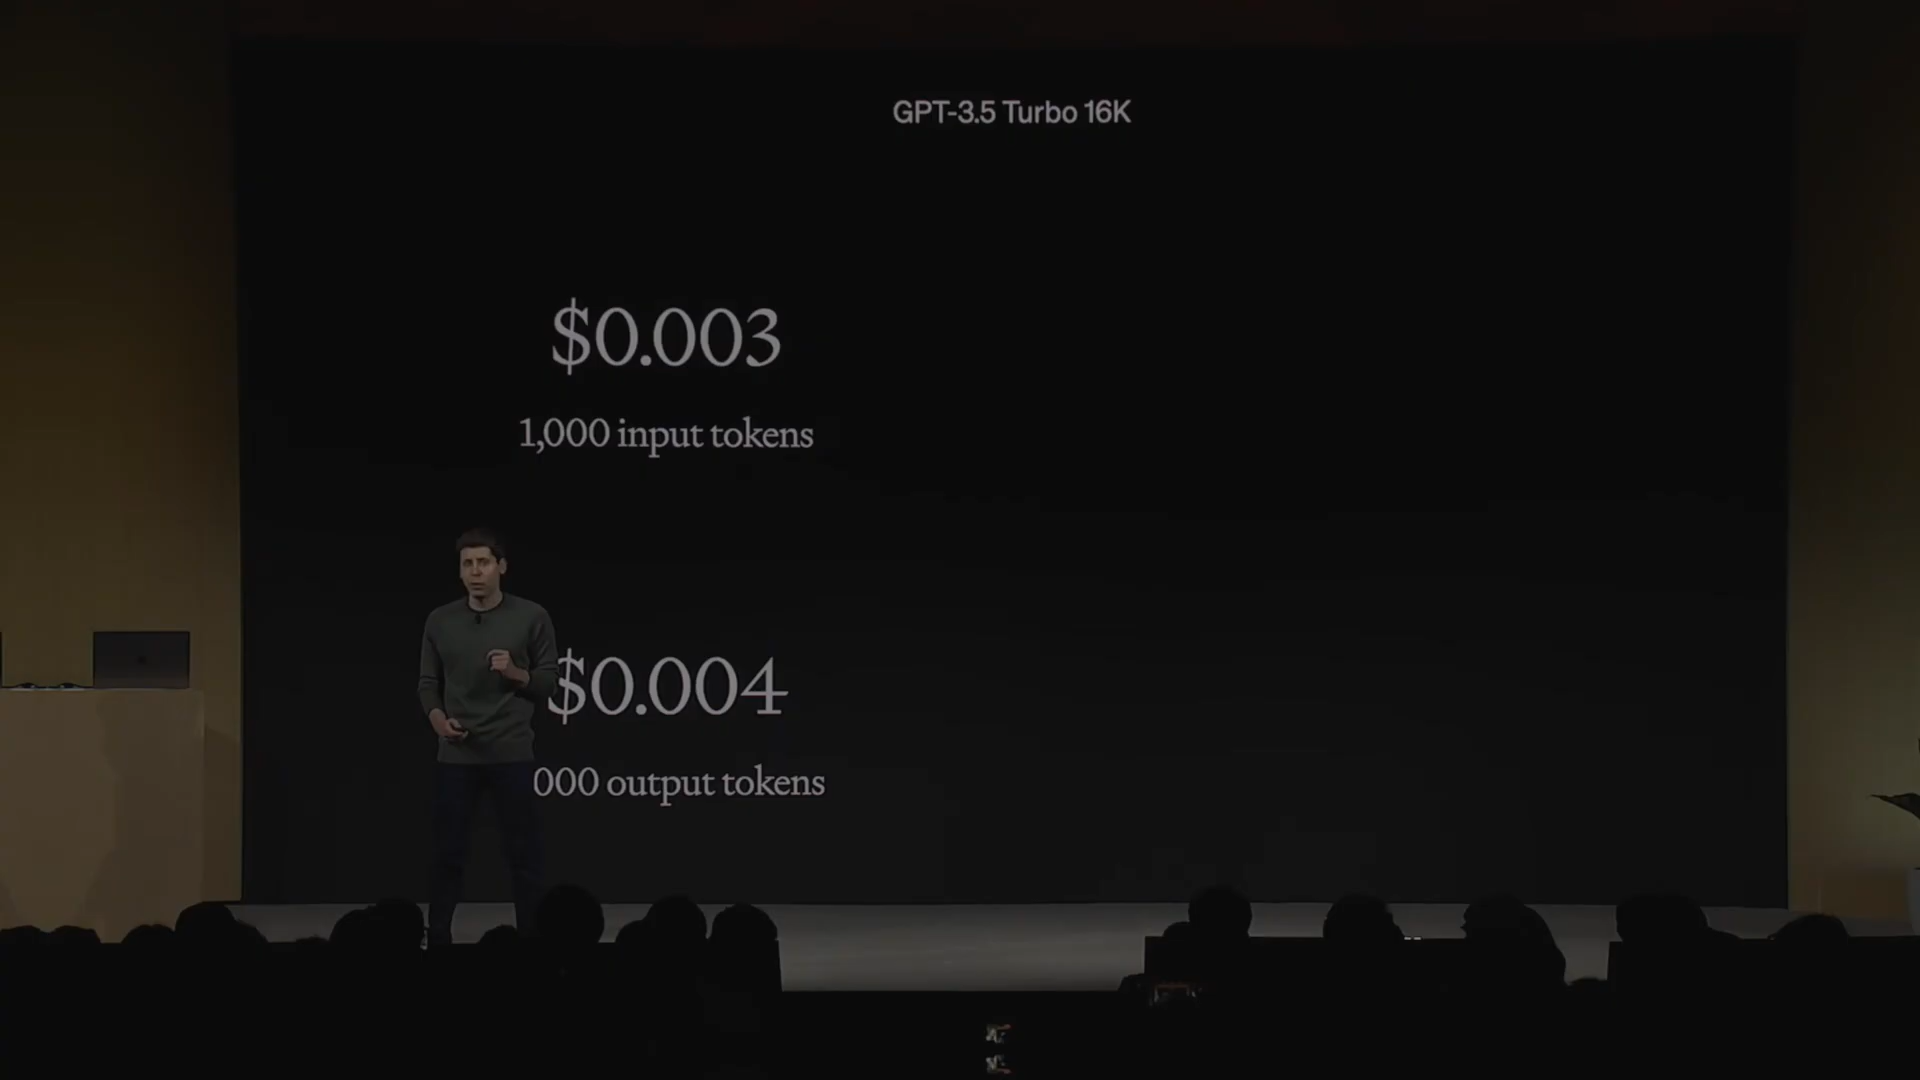 GPT-3.5 Turbo 16K
$0.003
1,000 input tokens
$0.004
000 output tokens